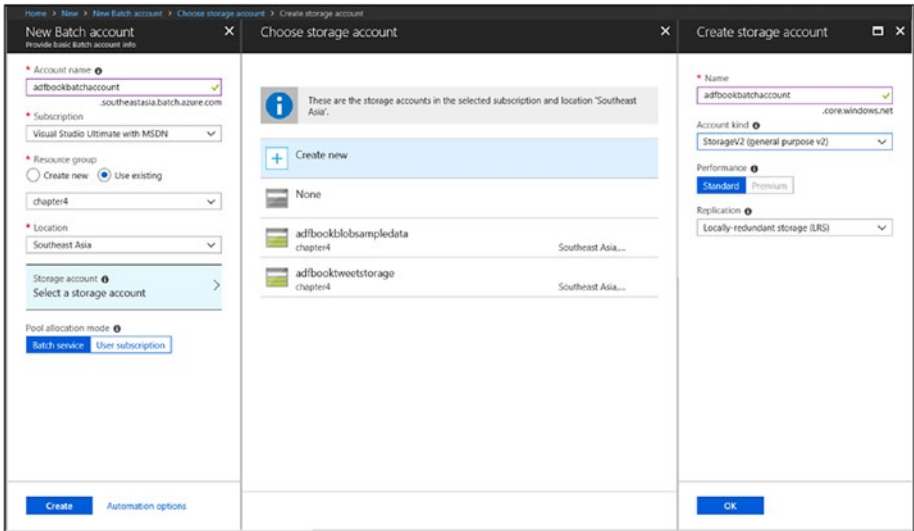 Home > New > New Batch account > Choose storage account > Create storage account
New Batch account
Provide basic Batch account info
* Account name
adfbookbatchaccount
.southeastasia.batch.azure.com
* Subscription
Visual Studio Ultimate with MSDN
* Resource group
Create new Use existing
chapter4
* Location
Southeast Asia
Storage account
Select a storage account
Pool allocation mode
Batch service User subscription
Create Automation options
Choose storage account
These are the storage accounts in the selected subscription and location 'Southeast
Asia'.
Create new
None
adfbookblobsampledata
chapter4 Southeast Asia,...
adfbooktweetstorage
chapter4 Southeast Asia,...
Create storage account
* Name
adfbookbatchaccount
.core.windows.net
Account kind
StorageV2 (general purpose v2)
Performance
Standard Premium
Replication
Locally-redundant storage (LRS)
OK